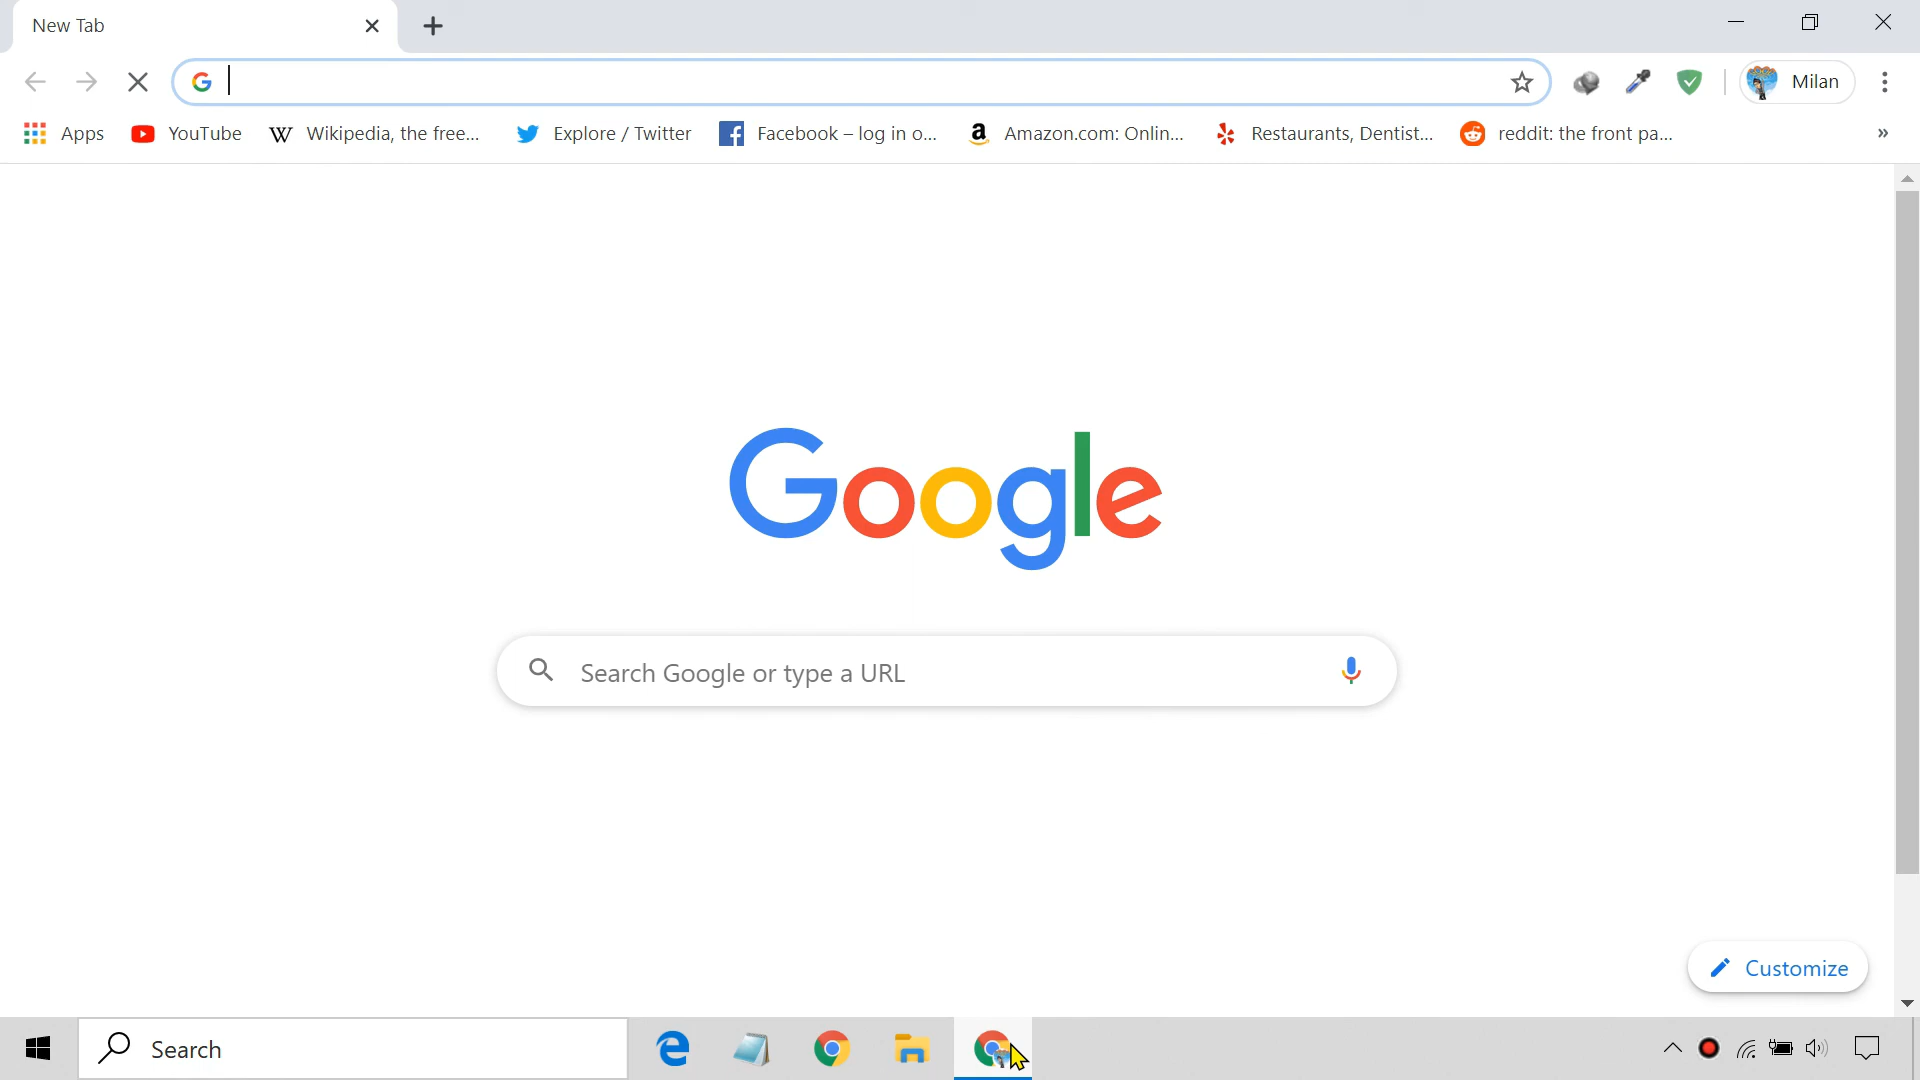 New Tab
Milan
Apps YouTube Wikipedia, the free... Explore / Twitter Facebook – log in o... Amazon.com: Onlin... Restaurants, Dentist... reddit: the front pa... »
Google
Search Google or type a URL
Customize
Search